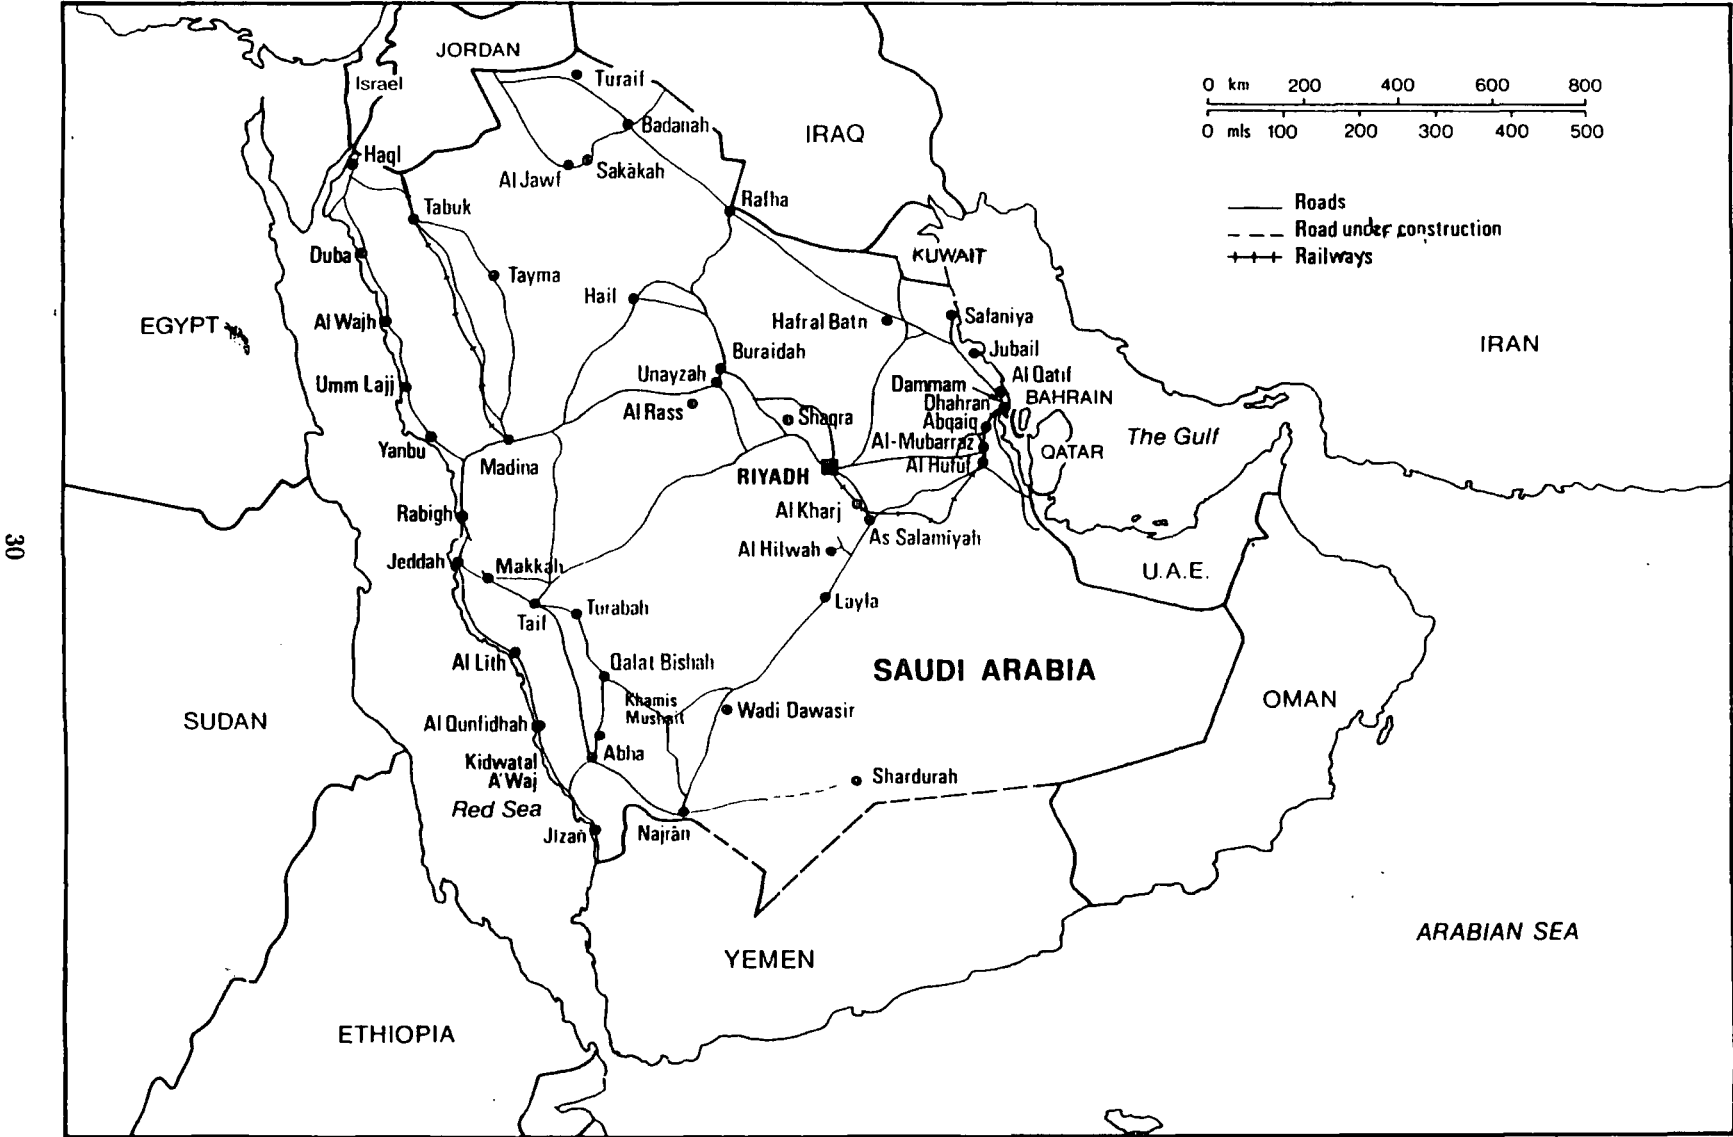 JORDAN
Israel
Turaif
0 km 200 400 600 800
0 mls 100 200 300 400 500
Badanah
IRAQ
Haql
Al Jawf
Sakākah
Tabuk
Rafha
Roads
Road under construction
Railways
Duba
KUWAIT
Tayma
Hail
EGYPT
Al Wajh
Hafral Batn
Safaniya
IRAN
Buraidah
Jubail
Umm Lajj
Unayzah
Al Qatif
Dammam
BAHRAIN
Dhahran
Al Rass
Shaqra
Abqaiq
The Gulf
Yanbu
Al-Mubarraz
QATAR
Madina
RIYADH
Al Hufuf
Rabigh
Al Kharj
As Salamiyah
30
Jeddah
Makkah
Al Hilwah
U.A.E.
Turabah
Layla
Taif
Al Lith
Qalat Bishah
SAUDI ARABIA
Khamis
Mushait
OMAN
SUDAN
Al Qunfidhah
Wadi Dawasir
Kidwatal
A'Waj
Abha
Shardurah
Red Sea
Jizan
Najrān
ARABIAN SEA
YEMEN
ETHIOPIA